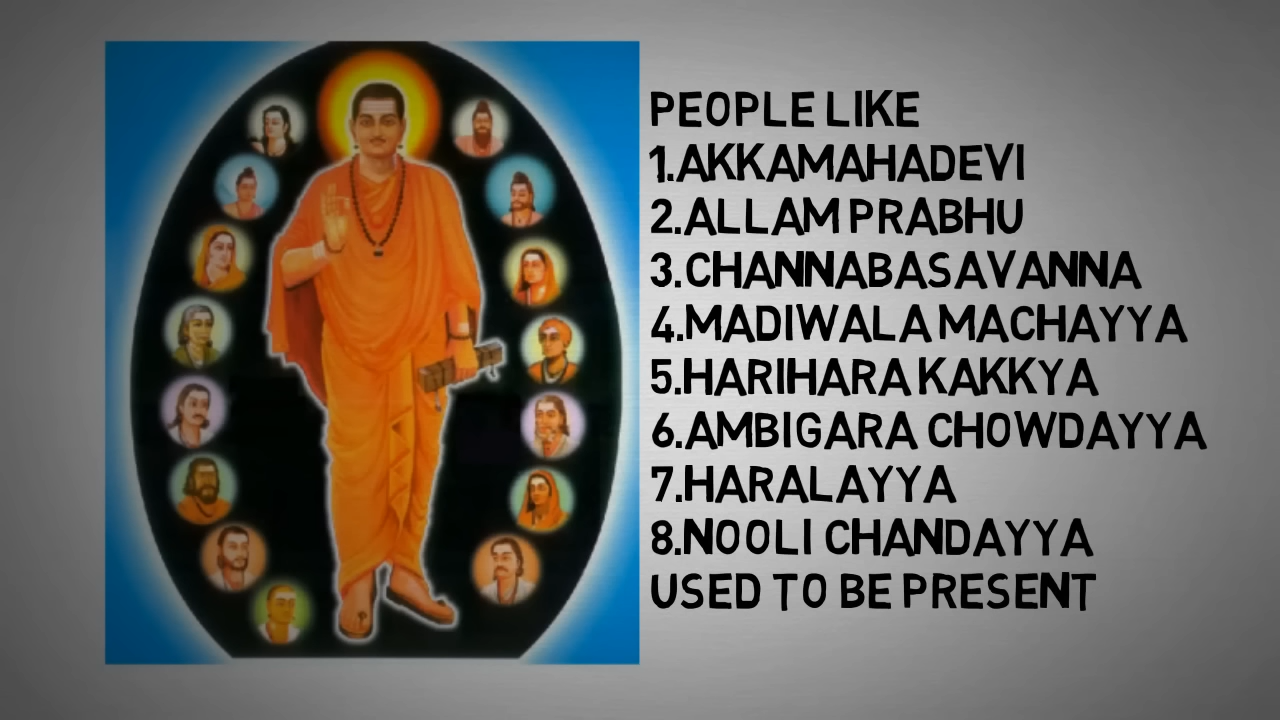 PEOPLE LIKE
1.AKKAMAHADEVI
2.ALLAM PRABHU
3.CHANNABASAVANNA
4.MADIWALA MACHAYYA
5.HARIHARA KAKKYA
6.AMBIGARA CHOWDAYYA
7.HARALAYYA
8.NOOLI CHANDAYYA
USED TO BE PRESENT